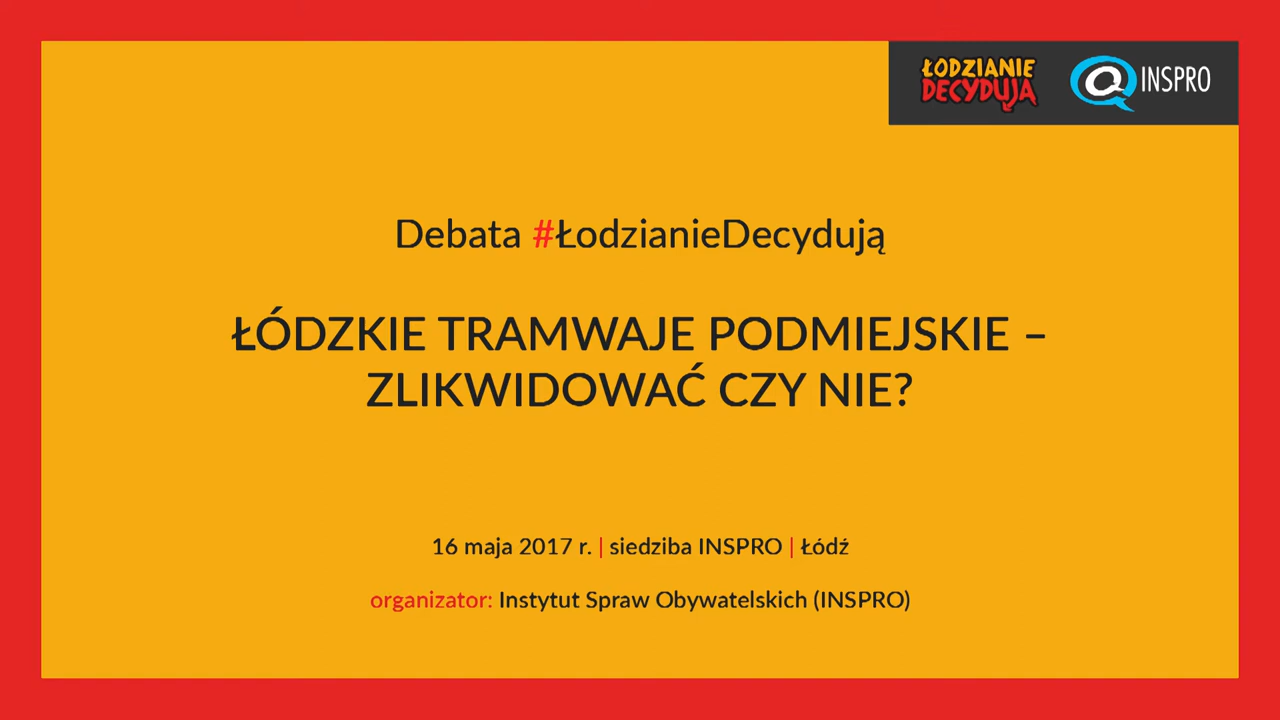 ŁODZIANIE
DECYDUJĄ
INSPRO
Debata #ŁodzianieDecydują
ŁÓDZKIE TRAMWAJE PODMIEJSKIE –
ZLIKWIDOWAĆ CZY NIE?
16 maja 2017 r. | siedziba INSPRO | Łódź
organizator: Instytut Spraw Obywatelskich (INSPRO)